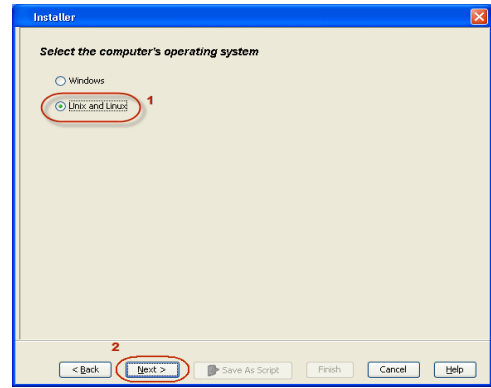 Installer
Select the computer's operating system
Windows
Unix and Linux
1
2
< Back Next > Save As Script Finish Cancel Help